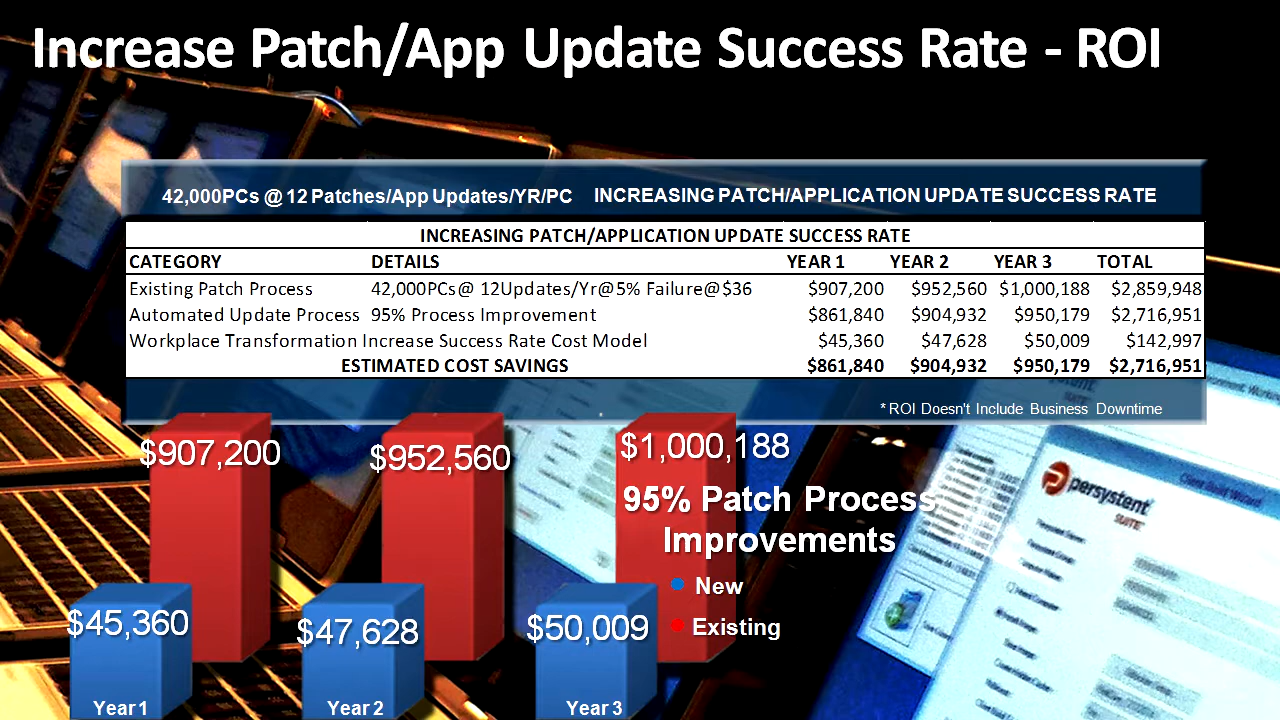 Increase Patch/App Update Success Rate - ROI
42,000PCs @ 12 Patches/App Updates/YR/PC INCREASING PATCH/APPLICATION UPDATE SUCCESS RATE
INCREASING PATCH/APPLICATION UPDATE SUCCESS RATE
CATEGORY DETAILS YEAR 1 YEAR 2 YEAR 3 TOTAL
Existing Patch Process 42,000PCs@ 12Updates/Yr@5% Failure@$36 $907,200 $952,560 $1,000,188 $2,859,948
Automated Update Process 95% Process Improvement $861,840 $904,932 $950,179 $2,716,951
Workplace Transformation Increase Success Rate Cost Model $45,360 $47,628 $50,009 $142,997
ESTIMATED COST SAVINGS $861,840 $904,932 $950,179 $2,716,951
* ROI Doesn't Include Business Downtime
$907,200 $952,560 $1,000,188
95% Patch Process
Improvements
New
Existing
$45,360 $47,628 $50,009
Year 1 Year 2 Year 3
persystent
SUITE
Client Build Wizard